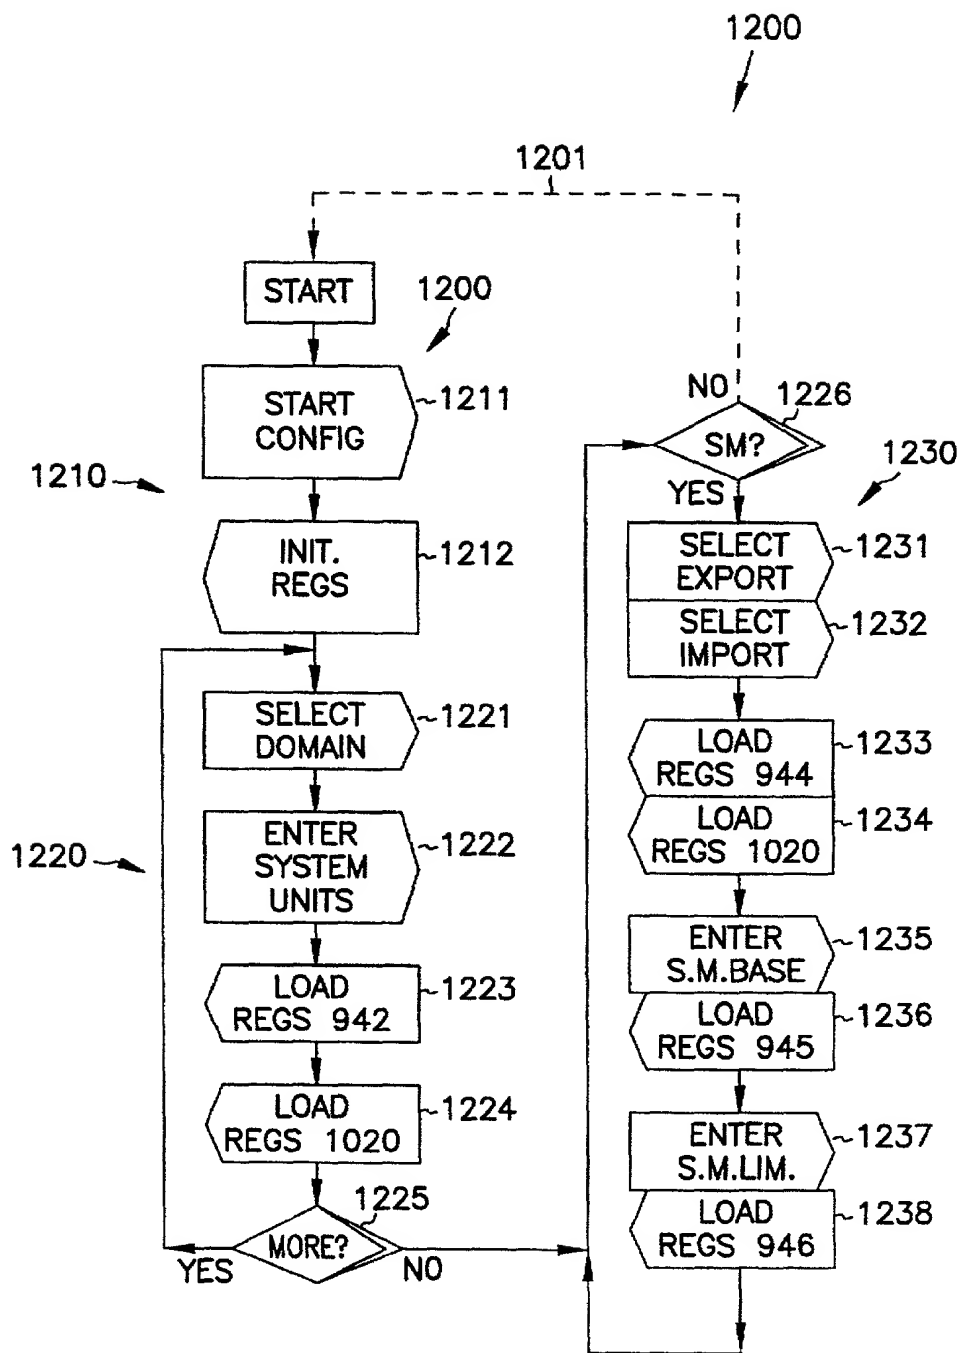 1200
1201
START
1200
START
CONFIG
1211
1210
INIT.
REGS
1212
SELECT
DOMAIN
1221
1220
ENTER
SYSTEM
UNITS
1222
LOAD
REGS 942
1223
LOAD
REGS 1020
1224
MORE?
1225
YES
NO
NO
SM?
1226
YES
1230
SELECT
EXPORT
1231
SELECT
IMPORT
1232
LOAD
REGS 944
1233
LOAD
REGS 1020
1234
ENTER
S.M.BASE
1235
LOAD
REGS 945
1236
ENTER
S.M.LIM.
1237
LOAD
REGS 946
1238